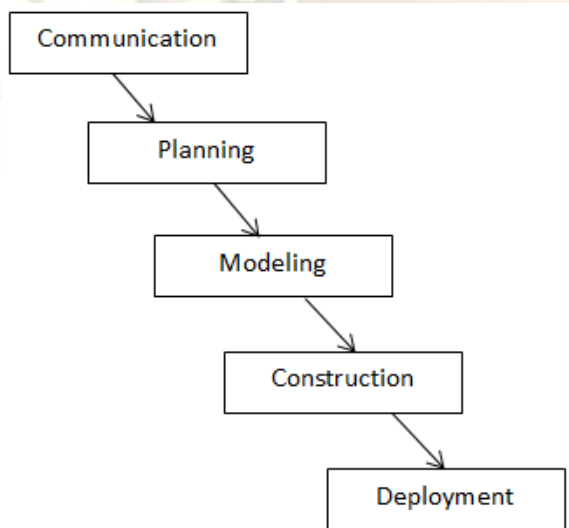 Communication
Planning
Modeling
Construction
Deployment